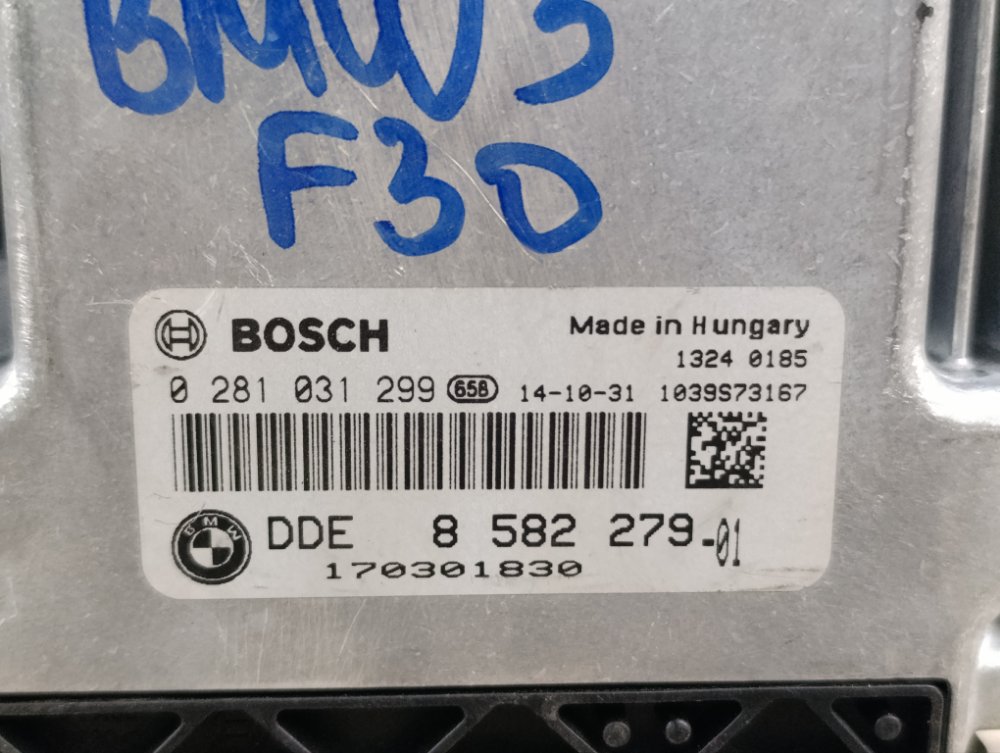 BMW 3
F30
BOSCH
Made in Hungary
1324 0185
0 281 031 299 658 14-10-31 1039S73167
BMW DDE 8 582 279-01
170301830